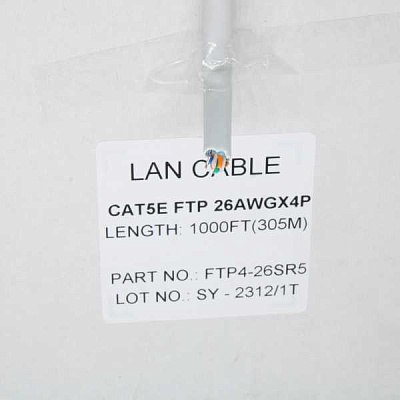 LAN CABLE
CAT5E FTP 26AWGX4P
LENGTH: 1000FT(305M)
PART NO.: FTP4-26SR5
LOT NO.: SY - 2312/1T